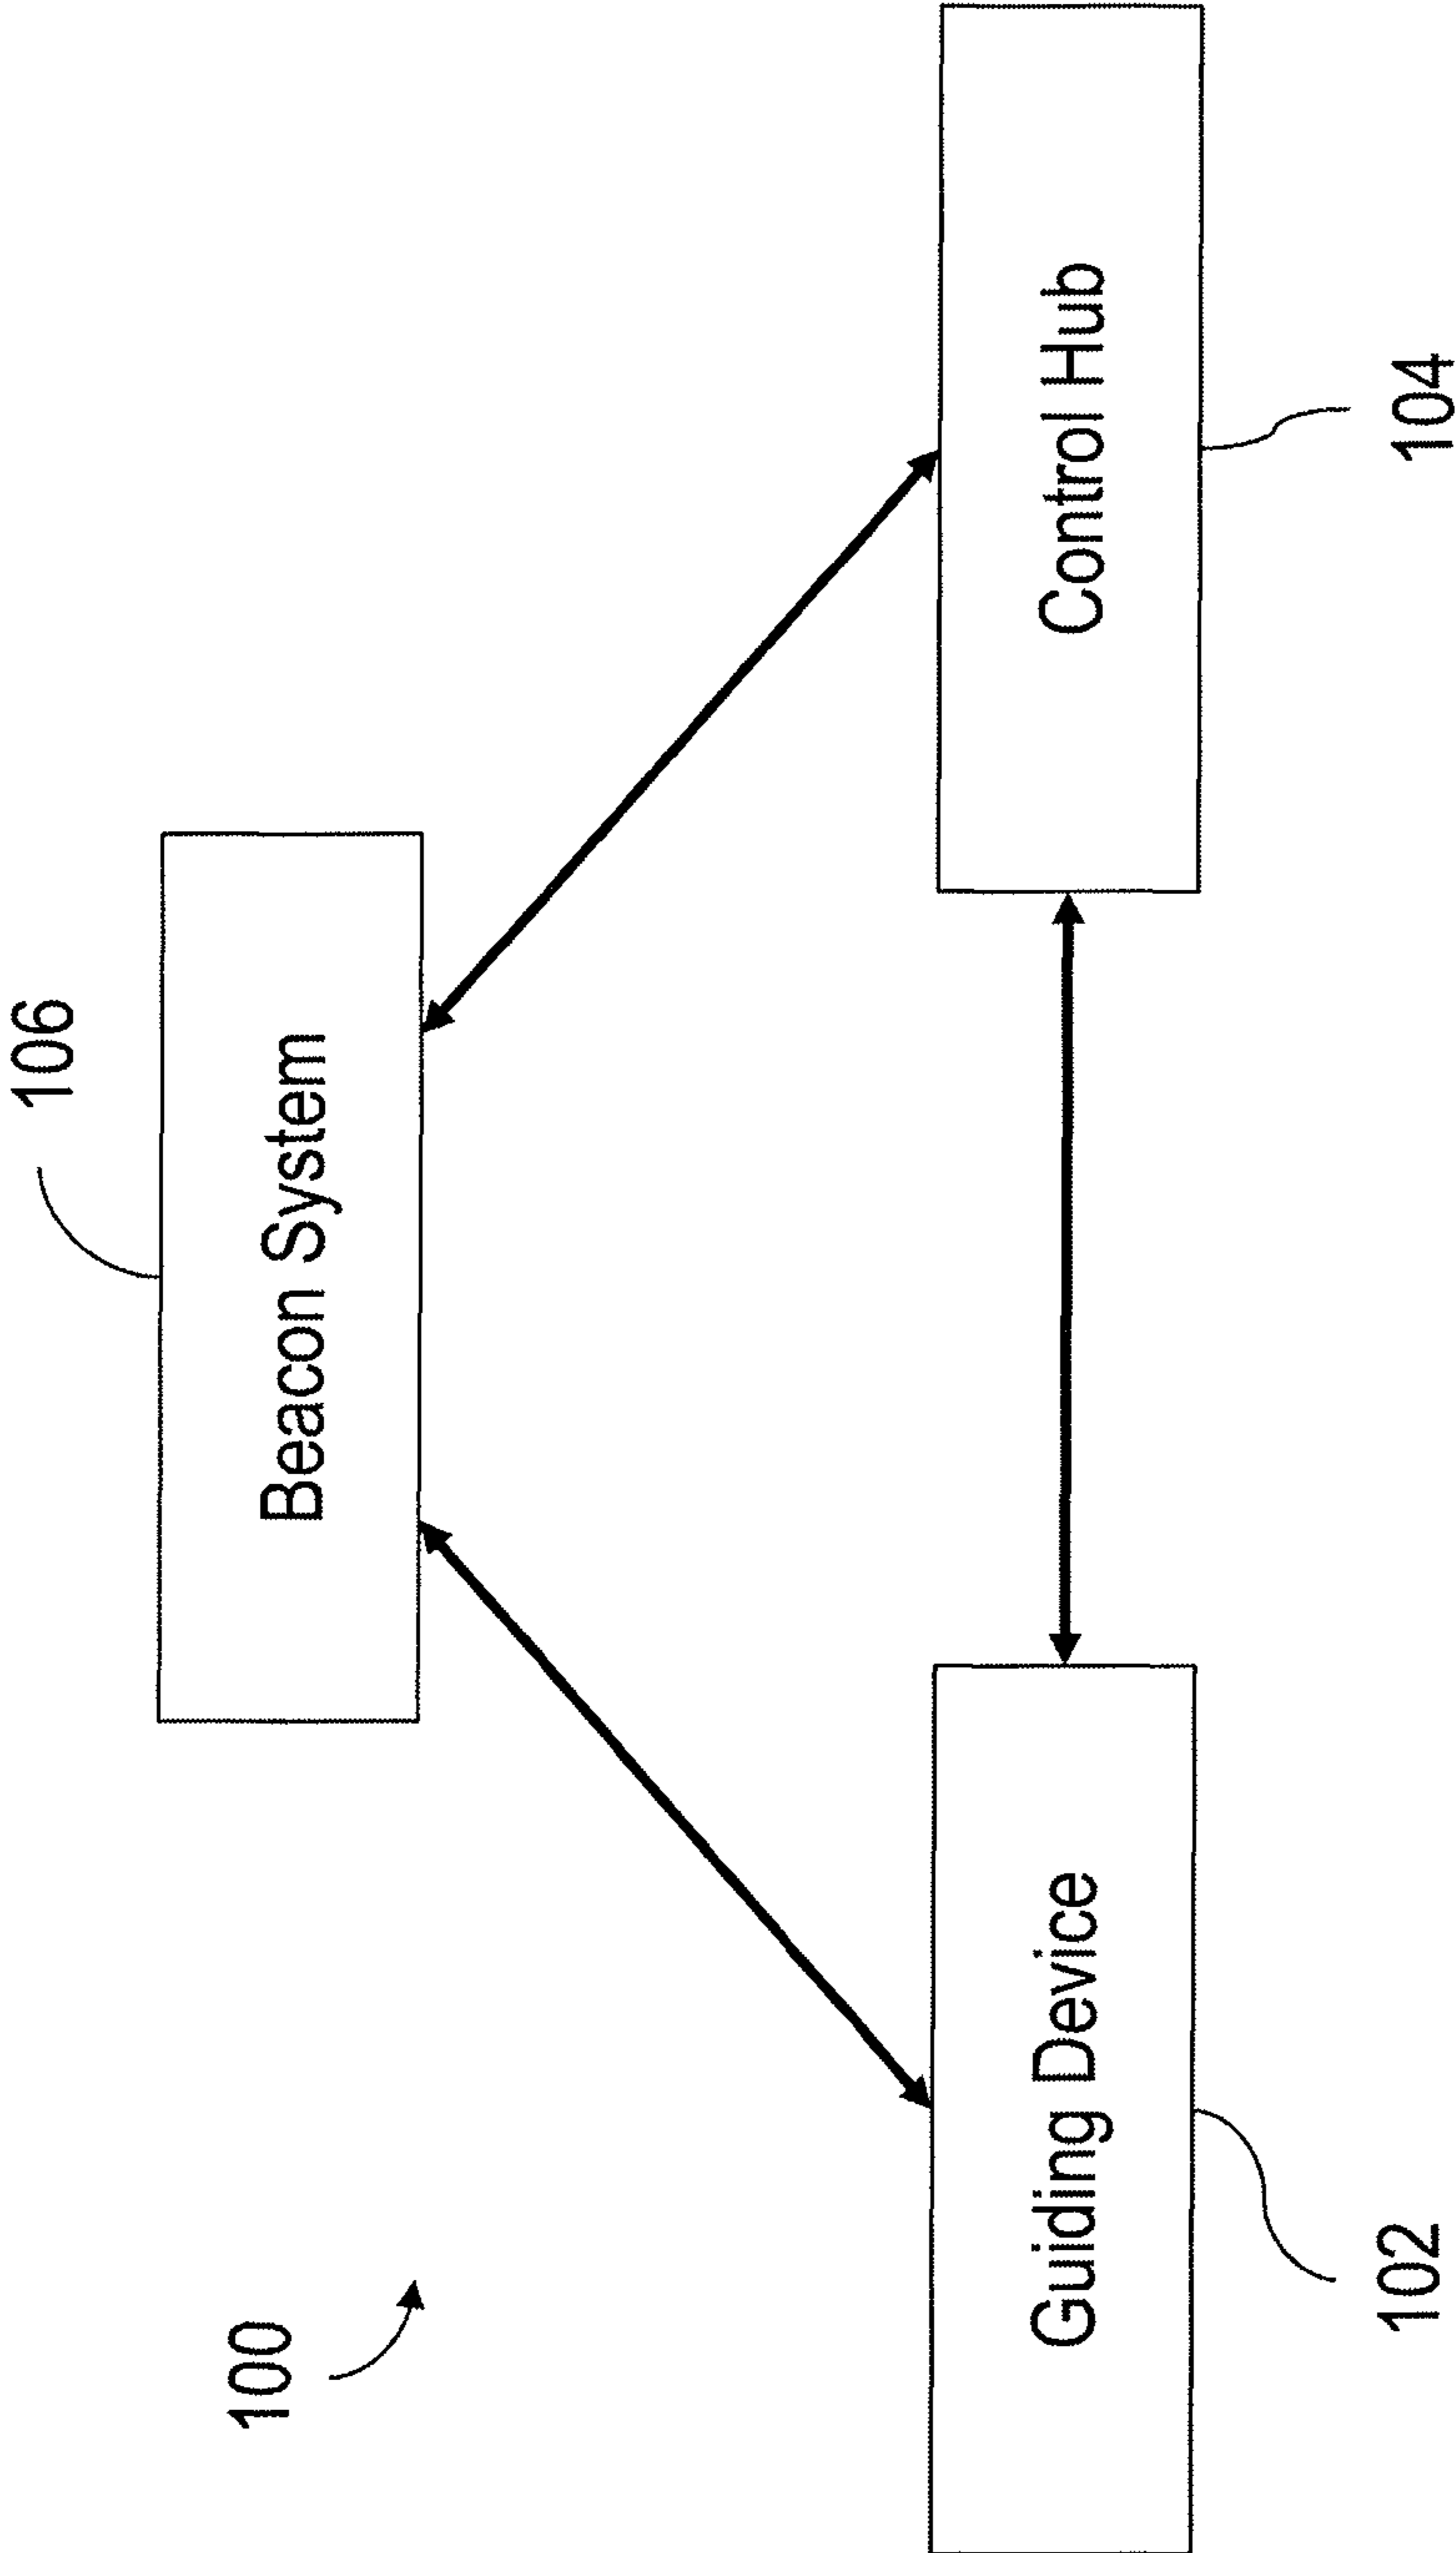 106
Beacon System
100
Guiding Device
Control Hub
102
104